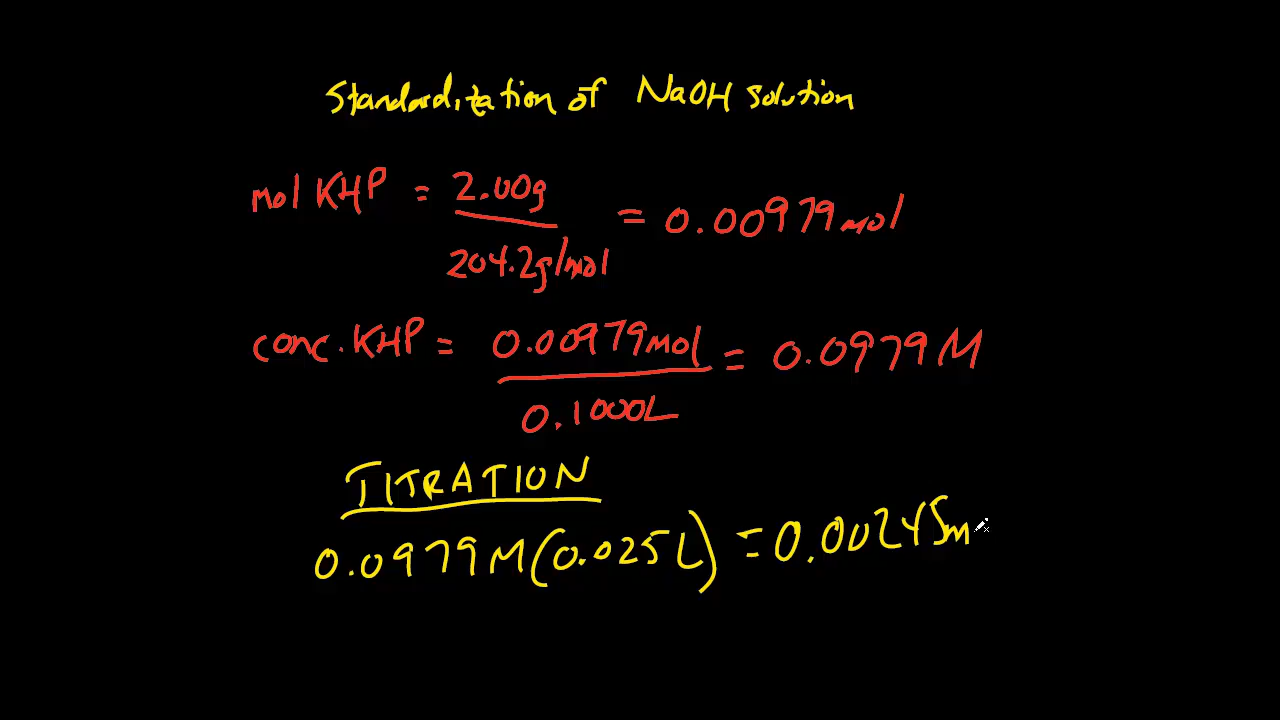 Standardization of NaOH solution
mol KHP = 2.00g / 204.2g/mol = 0.00979mol
conc. KHP = 0.00979mol / 0.1000L = 0.0979M
TITRATION
0.0979M(0.025L) = 0.00245m